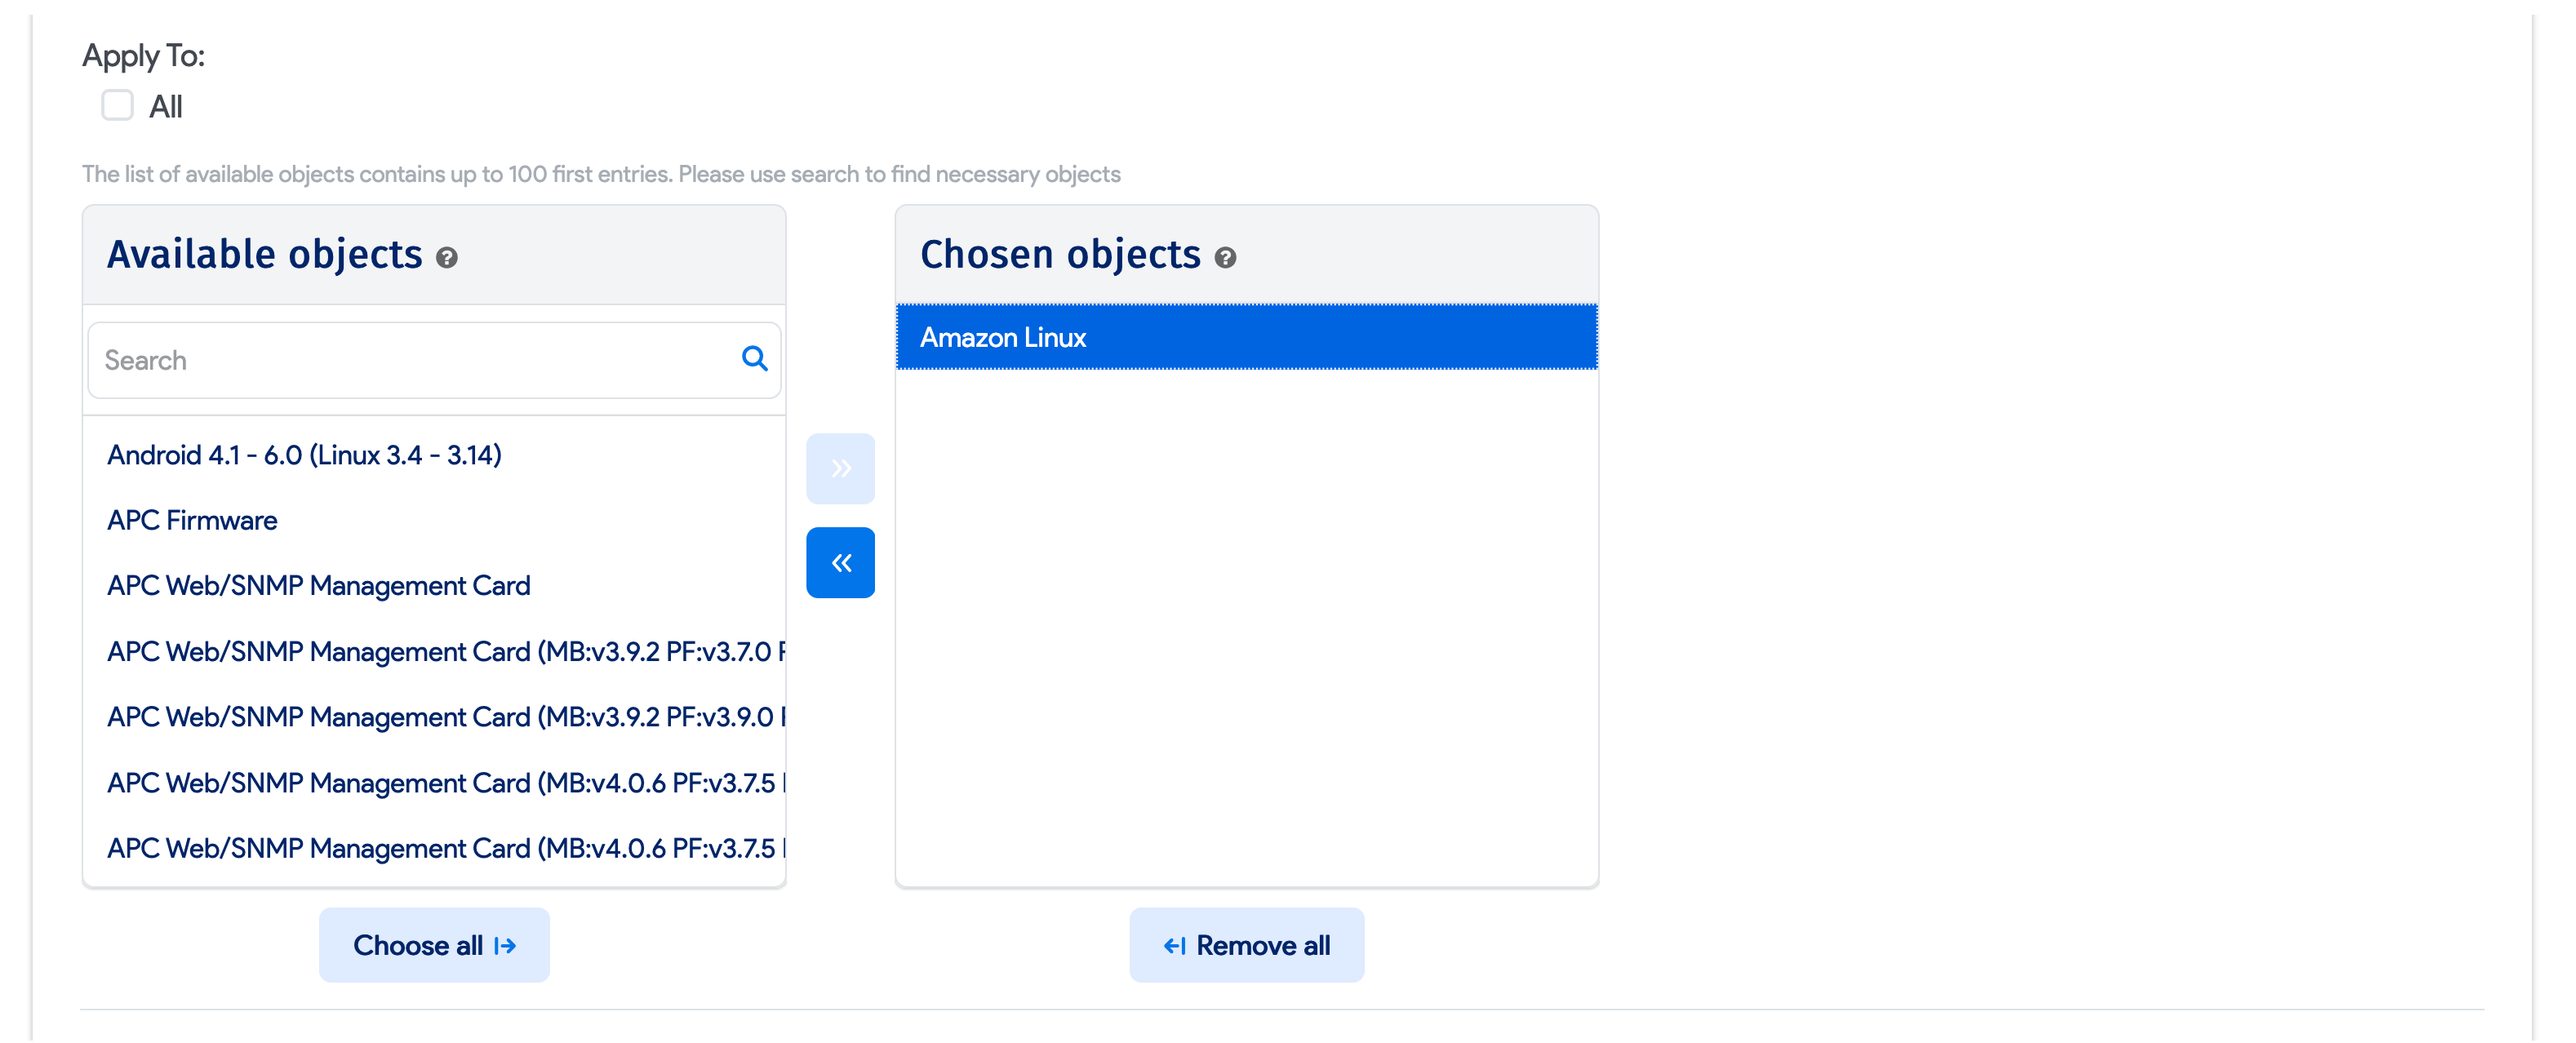 Apply To:
All
The list of available objects contains up to 100 first entries. Please use search to find necessary objects
Available objects ?
Search
Android 4.1 - 6.0 (Linux 3.4 - 3.14)
APC Firmware
APC Web/SNMP Management Card
APC Web/SNMP Management Card (MB:v3.9.2 PF:v3.7.0
APC Web/SNMP Management Card (MB:v3.9.2 PF:v3.9.0
APC Web/SNMP Management Card (MB:v4.0.6 PF:v3.7.5
APC Web/SNMP Management Card (MB:v4.0.6 PF:v3.7.5
Choose all
Chosen objects ?
Amazon Linux
Remove all